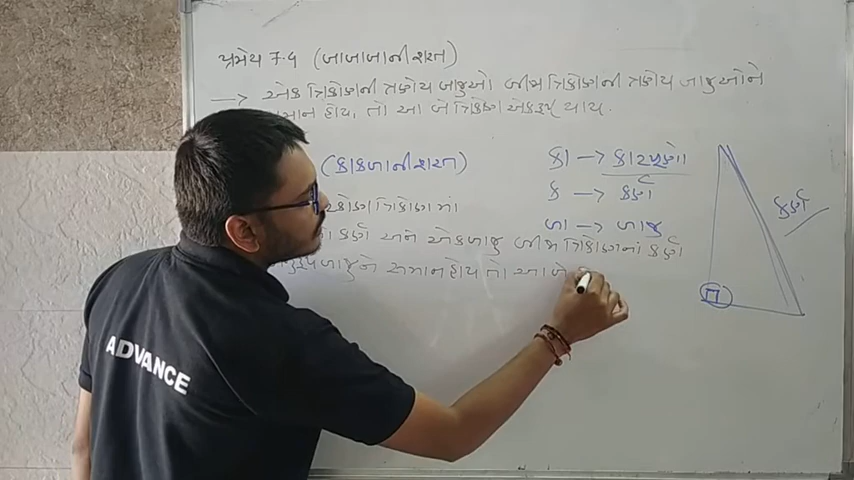 પ્રમેય 7.4 (બાબાબાની શરત)
→ એક ત્રિકોણની ત્રણેય બાજુઓ બીજા ત્રિકોણની ત્રણેય બાજુઓને
સમાન હોય, તો આ બે ત્રિકોણ એકરૂપ થાય.
(કાકબાની શરત)
કા → કાટખૂણો
ક → કર્ણ
બા → બાજુ
કર્ણ
ત્રિકોણમાં
કર્ણ અને એકબાજુ બીજા ત્રિકોણનાં કર્ણ
બાજુને સમાન હોય તો આ બે
ADVANCE